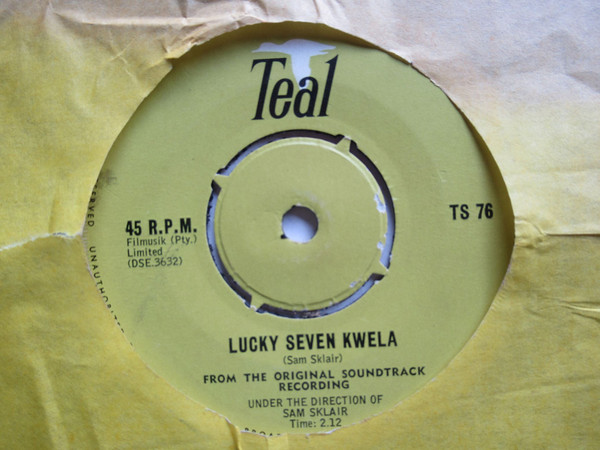 Teal
45 R.P.M.
Filmusik (Pty.)
Limited
(DSE.3632)
TS 76
LUCKY SEVEN KWELA
(Sam Sklair)
FROM THE ORIGINAL SOUNDTRACK
RECORDING
UNDER THE DIRECTION OF
SAM SKLAIR
Time: 2.12